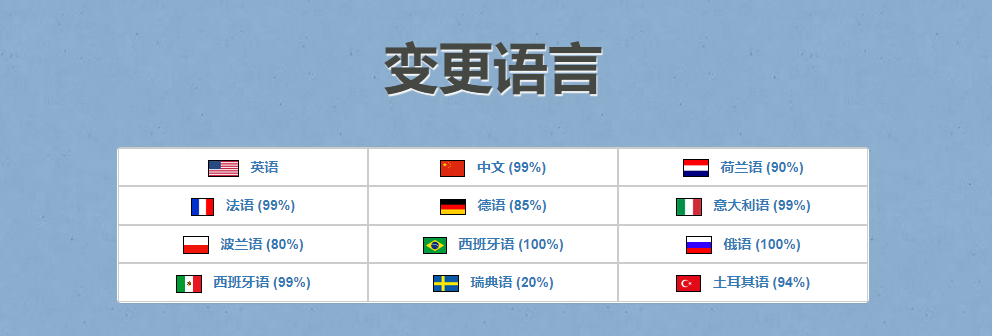 变更语言
英语
中文 (99%)
荷兰语 (90%)
法语 (99%)
德语 (85%)
意大利语 (99%)
波兰语 (80%)
西班牙语 (100%)
俄语 (100%)
西班牙语 (99%)
瑞典语 (20%)
土耳其语 (94%)